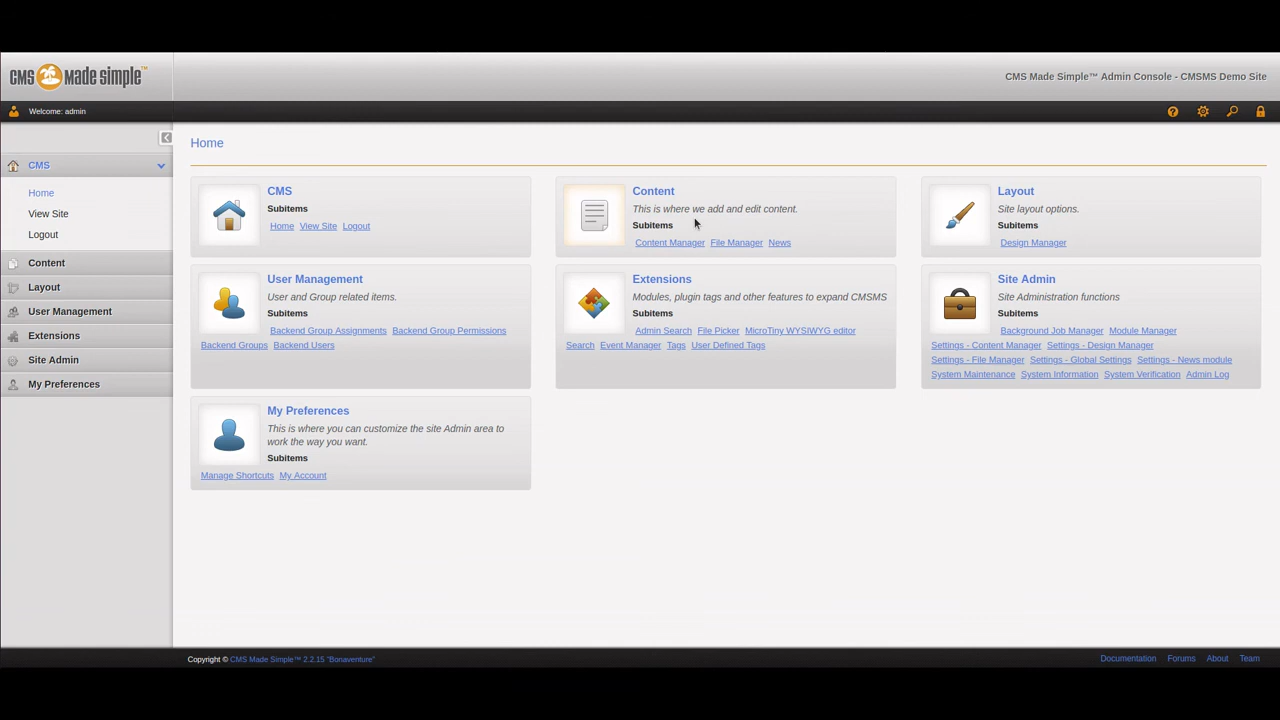 CMS made simple™
CMS Made Simple™ Admin Console - CMSMS Demo Site
Welcome: admin
CMS
Home
View Site
Logout
Content
Layout
User Management
Extensions
Site Admin
My Preferences
Home
CMS
Subitems
Home View Site Logout
Content
This is where we add and edit content.
Subitems
Content Manager File Manager News
Layout
Site layout options.
Subitems
Design Manager
User Management
User and Group related items.
Subitems
Backend Group Assignments Backend Group Permissions
Backend Groups Backend Users
Extensions
Modules, plugin tags and other features to expand CMSMS
Subitems
Admin Search File Picker MicroTiny WYSIWYG editor
Search Event Manager Tags User Defined Tags
Site Admin
Site Administration functions
Subitems
Background Job Manager Module Manager
Settings - Content Manager Settings - Design Manager
Settings - File Manager Settings - Global Settings Settings - News module
System Maintenance System Information System Verification Admin Log
My Preferences
This is where you can customize the site Admin area to
work the way you want.
Subitems
Manage Shortcuts My Account
Copyright © CMS Made Simple™ 2.2.15 "Bonaventure"
Documentation Forums About Team